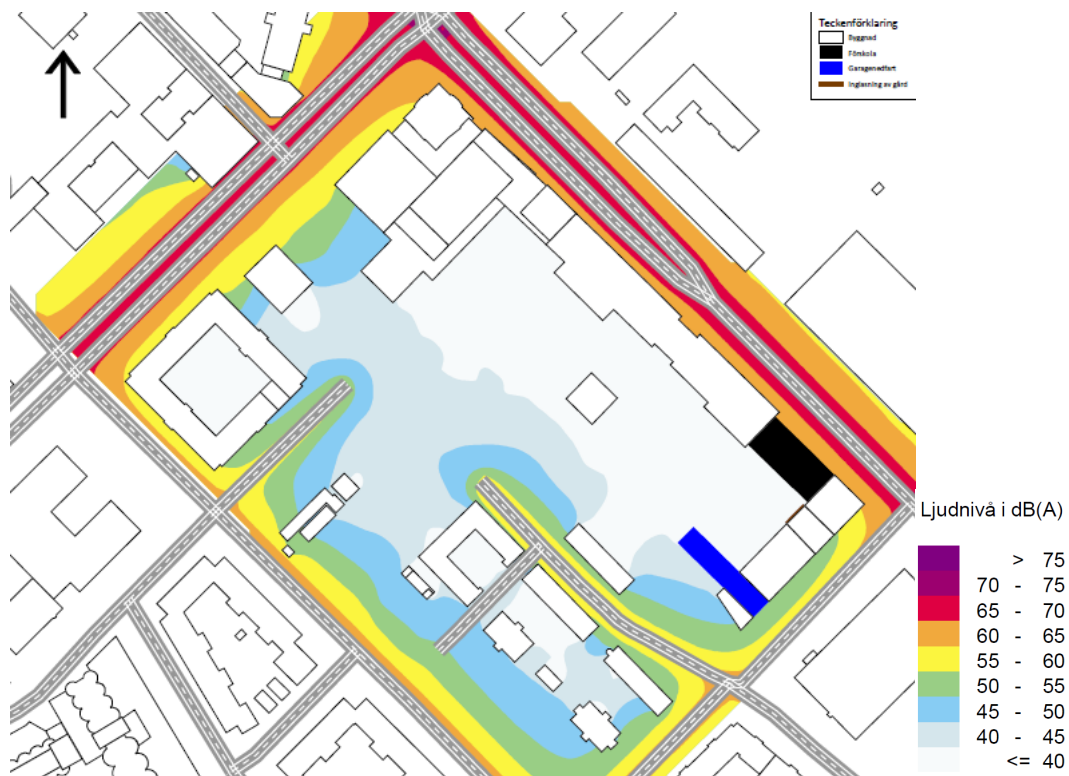 Teckenförklaring
Byggnad
Förskola
Garagenedfart
Inglasning av gård
Ljudnivå i dB(A)
> 75
70 - 75
65 - 70
60 - 65
55 - 60
50 - 55
45 - 50
40 - 45
<= 40